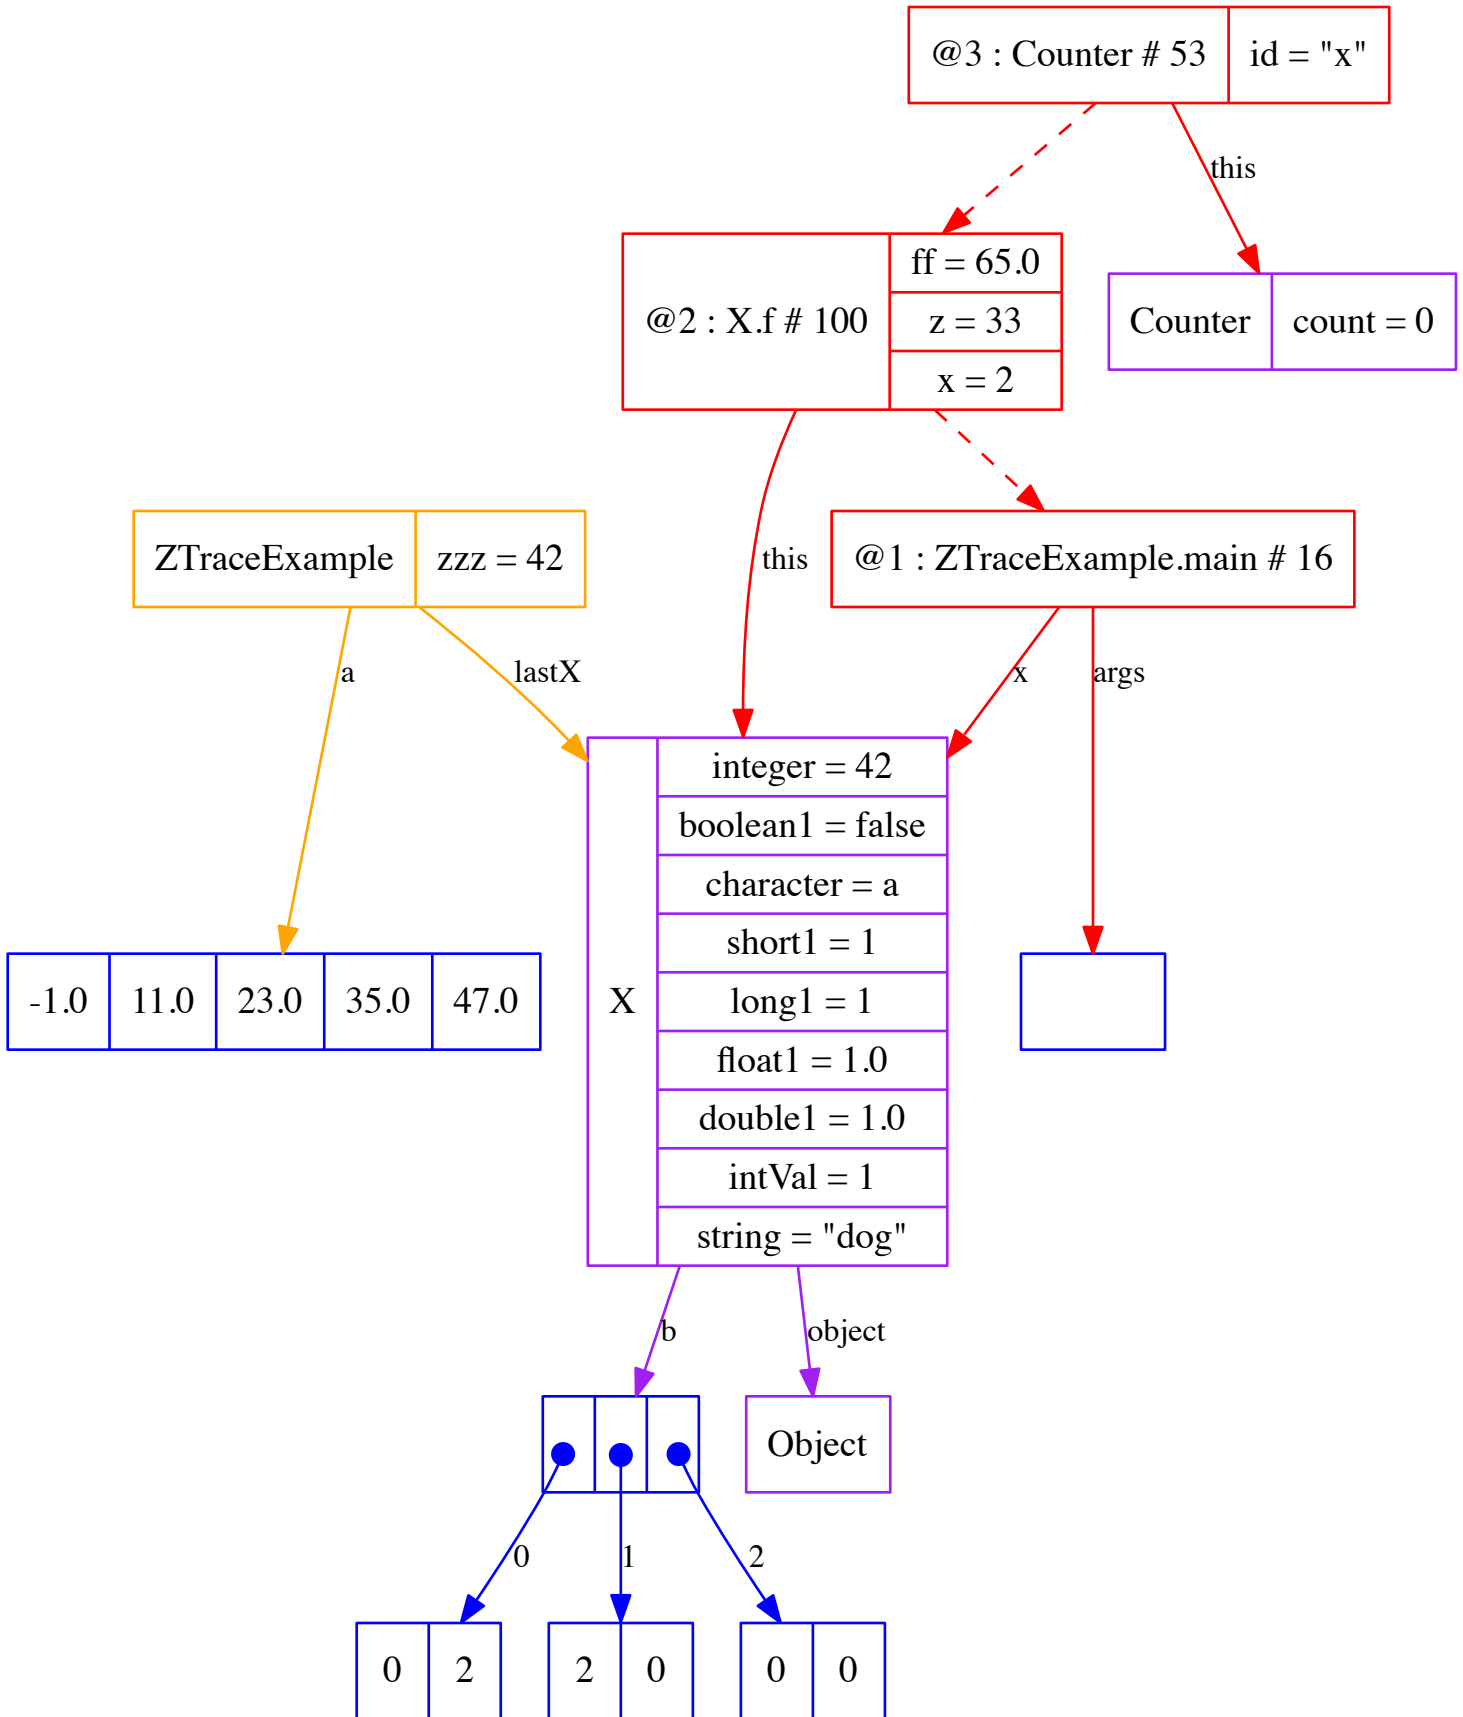 @3 : Counter # 53
id = "x"
this
@2 : X.f # 100
ff = 65.0
z = 33
x = 2
Counter
count = 0
this
ZTraceExample
zzz = 42
@1 : ZTraceExample.main # 16
a
lastX
x
args
X
integer = 42
boolean1 = false
character = a
short1 = 1
long1 = 1
float1 = 1.0
double1 = 1.0
intVal = 1
string = "dog"
-1.0
11.0
23.0
35.0
47.0
b
object
Object
0
1
2
0
2
2
0
0
0